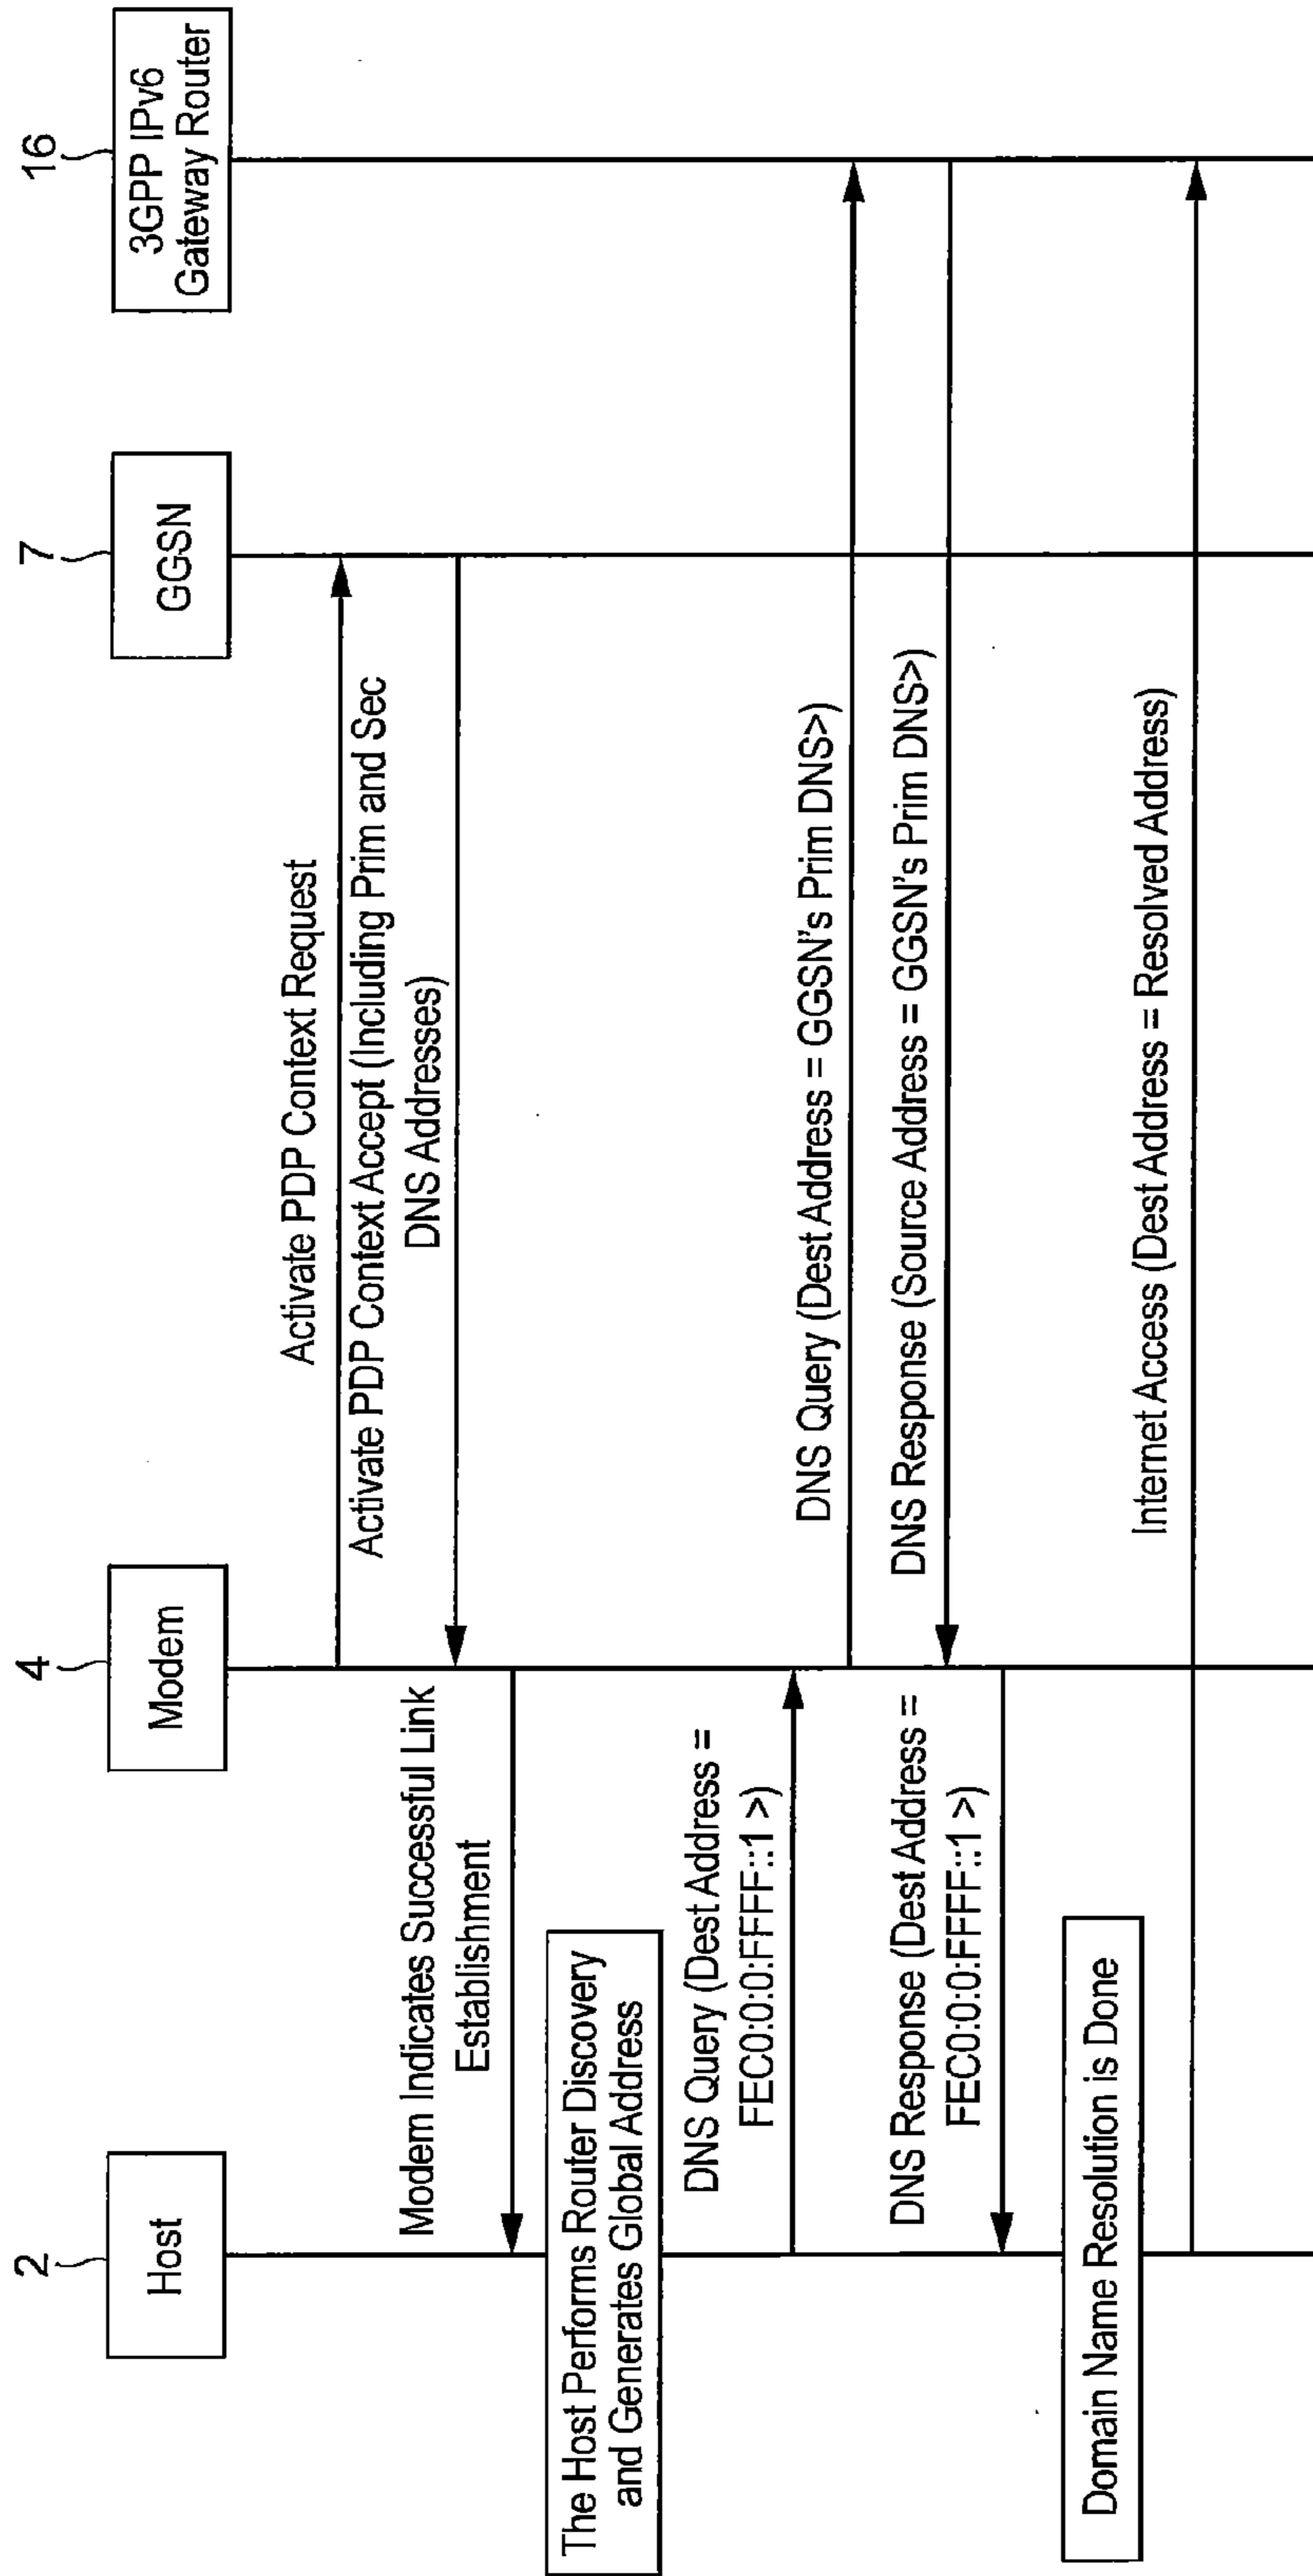 2
Host
4
Modem
7
GGSN
16
3GPP IPv6
Gateway Router
Activate PDP Context Request
Activate PDP Context Accept (Including Prim and Sec
DNS Addresses)
Modem Indicates Successful Link
Establishment
The Host Performs Router Discovery
and Generates Global Address
DNS Query (Dest Address =
FEC0:0:0:FFFF::1 >)
DNS Query (Dest Address = GGSN's Prim DNS>)
DNS Response (Source Address = GGSN's Prim DNS>)
DNS Response (Dest Address =
FEC0:0:0:FFFF::1 >)
Domain Name Resolution is Done
Internet Access (Dest Address = Resolved Address)